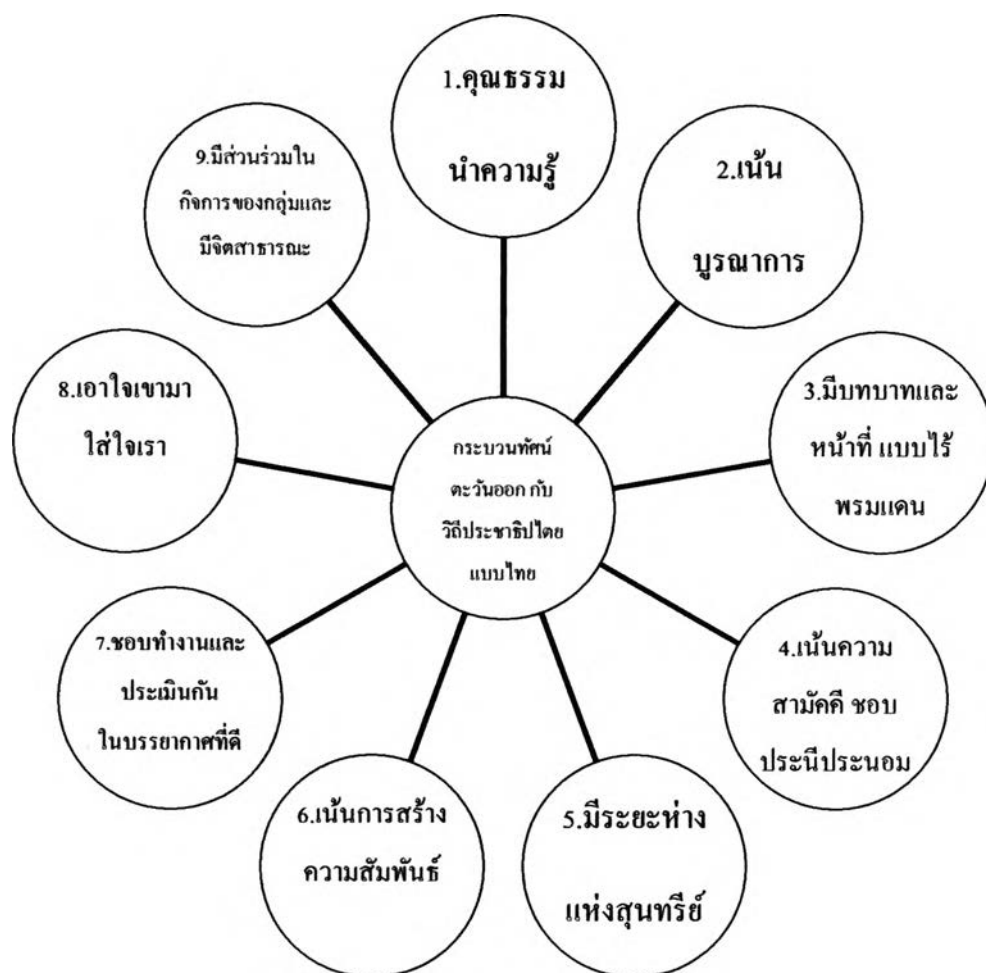 1.คุณธรรม
นำความรู้
2.เน้น
บูรณาการ
3.มีบทบาทและ
หน้าที่ แบบไร้
พรมแดน
4.เน้นความ
สามัคคี ชอบ
ประนีประนอม
5.มีระยะห่าง
แห่งสุนทรีย์
6.เน้นการสร้าง
ความสัมพันธ์
7.ชอบทำงานและ
ประเมินกัน
ในบรรยากาศที่ดี
8.เอาใจเขามา
ใส่ใจเรา
9.มีส่วนร่วมใน
กิจการของกลุ่มและ
มีจิตสาธารณะ
กระบวนทัศน์
ตะวันออก กับ
วิถีประชาธิปไตย
แบบไทย